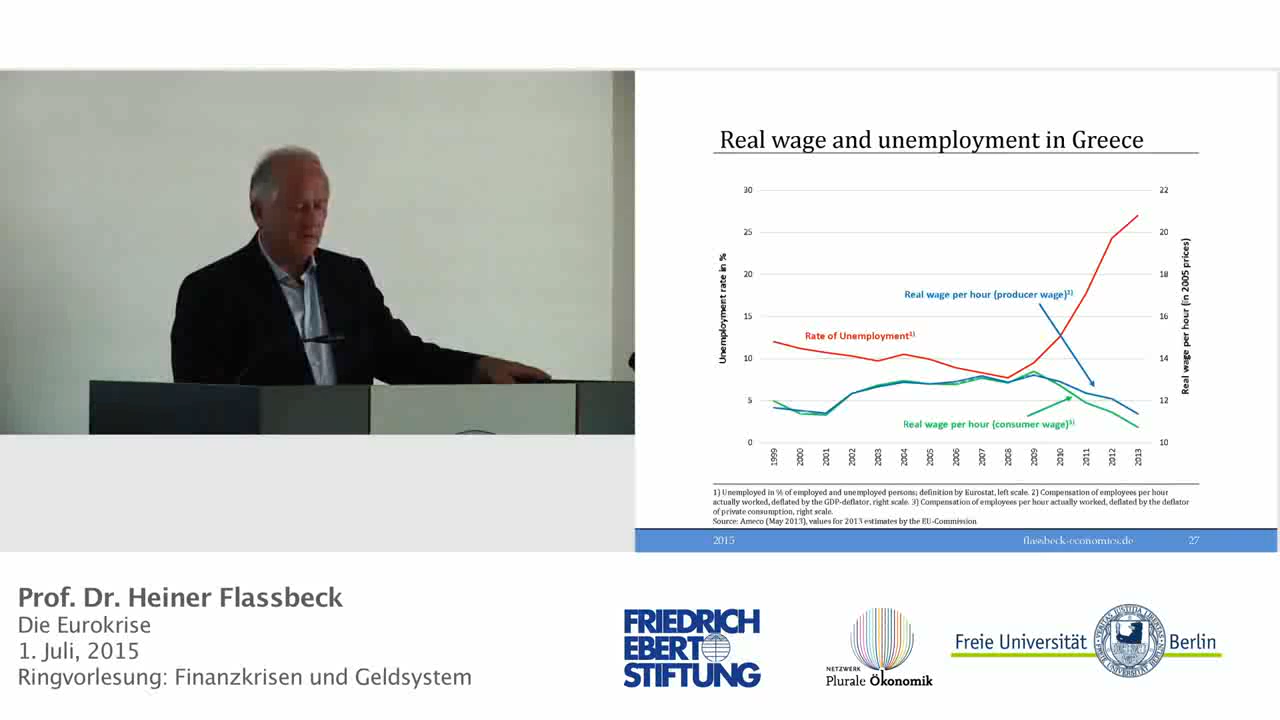 Real wage and unemployment in Greece
30
25
20
15
10
5
0
Unemployment rate in %
22
20
18
16
14
12
10
Real wage per hour (in 2005 prices)
Real wage per hour (producer wage)²⁾
Rate of Unemployment¹⁾
Real wage per hour (consumer wage)³⁾
1999 2000 2001 2002 2003 2004 2005 2006 2007 2008 2009 2010 2011 2012 2013
1) Unemployed in % of employed and unemployed persons; definition by Eurostat, left scale. 2) Compensation of employees per hour
actually worked, deflated by the GDP-deflator, right scale. 3) Compensation of employees per hour actually worked, deflated by the deflator
of private consumption, right scale.
Source: Ameco (May 2013), values for 2013 estimates by the EU-Commission
2015 flassbeck-economics.de 27
Prof. Dr. Heiner Flassbeck
Die Eurokrise
1. Juli, 2015
Ringvorlesung: Finanzkrisen und Geldsystem
FRIEDRICH
EBERT
STIFTUNG
NETZWERK
Plurale Ökonomik
Freie Universität Berlin